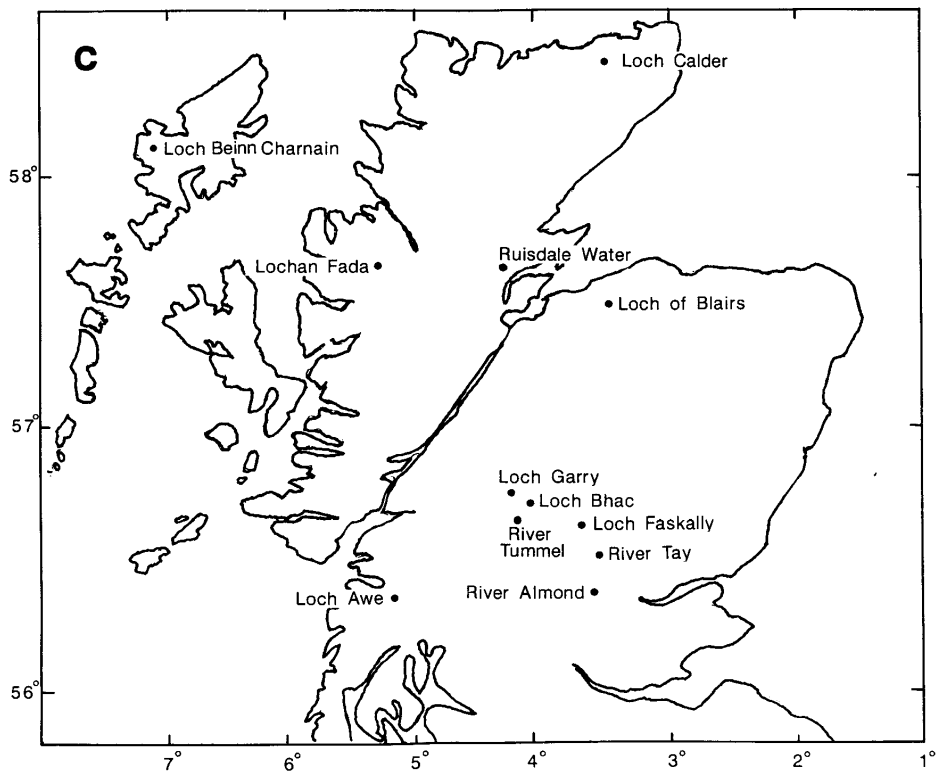 C
Loch Calder
Loch Beinn Charnain
58°
Ruisdale Water
Lochan Fada
Loch of Blairs
57°
Loch Garry
Loch Bhac
Loch Faskally
River
Tummel
River Tay
River Almond
Loch Awe
56°
7° 6° 5° 4° 3° 2° 1°